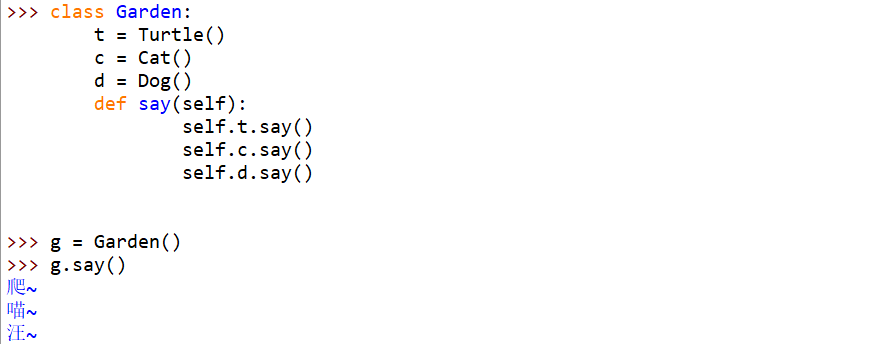 >>> class Garden:
        t = Turtle()
        c = Cat()
        d = Dog()
        def say(self):
                self.t.say()
                self.c.say()
                self.d.say()
>>> g = Garden()
>>> g.say()
爬~
喵~
汪~